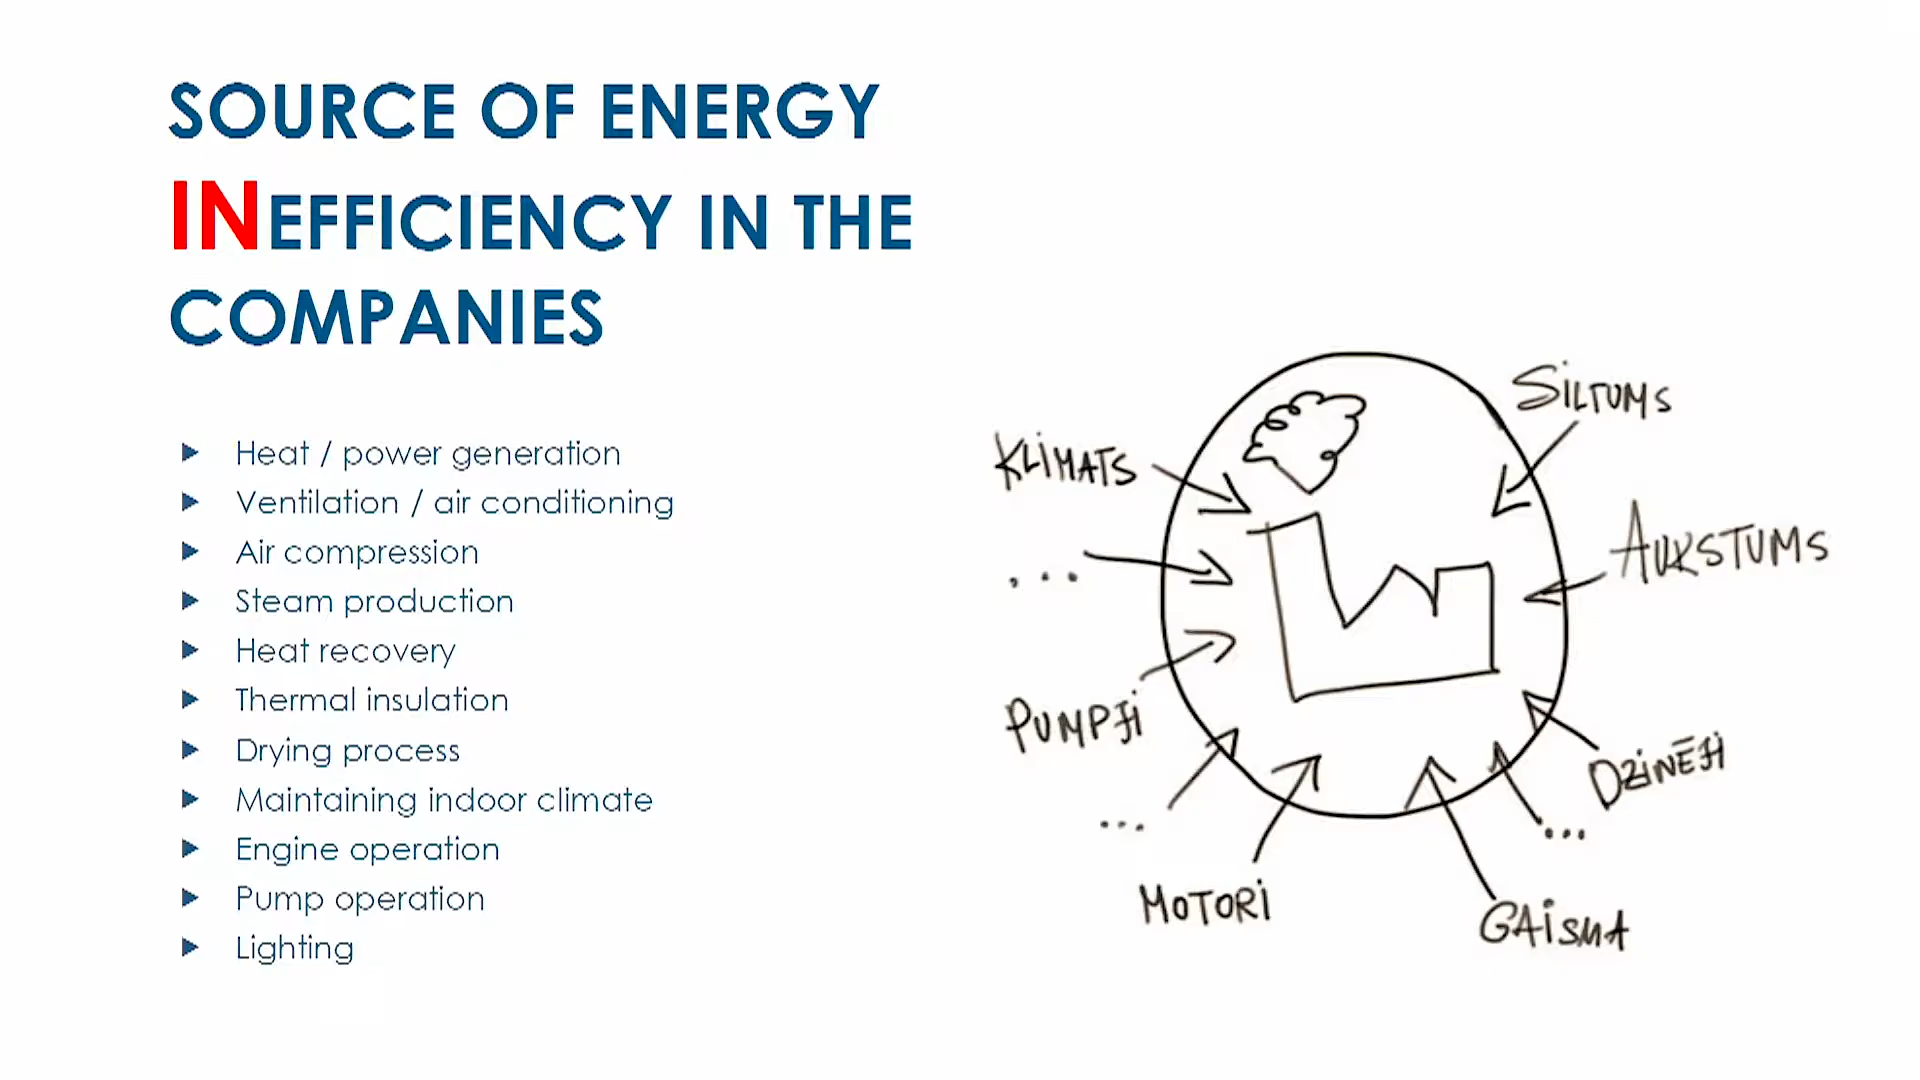 SOURCE OF ENERGY
INEFFICIENCY IN THE
COMPANIES
Heat / power generation
Ventilation / air conditioning
Air compression
Steam production
Heat recovery
Thermal insulation
Drying process
Maintaining indoor climate
Engine operation
Pump operation
Lighting
SILTUMS
KLIMATS
AUKSTUMS
...
PUMPJI
DZINĒJI
...
...
MOTORI
GAISMA